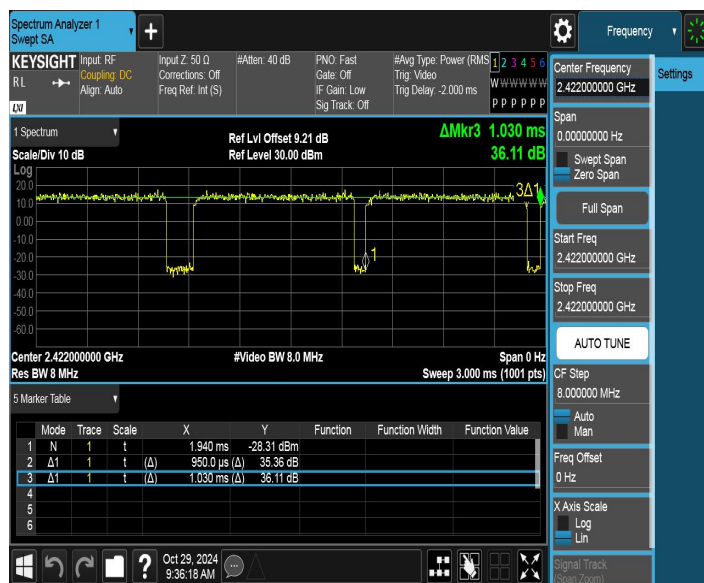 Spectrum Analyzer 1
Swept SA
+
Frequency
KEYSIGHT
RL
LXI
Input: RF
Coupling: DC
Align: Auto
Input Z: 50 Ω
Corrections: Off
Freq Ref: Int (S)
#Atten: 40 dB
PNO: Fast
Gate: Off
IF Gain: Low
Sig Track: Off
#Avg Type: Power (RMS
Trig: Video
Trig Delay: -2.000 ms
1 2 3 4 5 6
W W W W W W
P P P P P P
1 Spectrum
Scale/Div 10 dB
Ref Lvl Offset 9.21 dB
Ref Level 30.00 dBm
ΔMkr3 1.030 ms
36.11 dB
Log
20.0
10.0
0.00
-10.0
-20.0
-30.0
-40.0
-50.0
-60.0
3Δ1
1
Center 2.422000000 GHz
Res BW 8 MHz
#Video BW 8.0 MHz
Span 0 Hz
Sweep 3.000 ms (1001 pts)
5 Marker Table
Mode Trace Scale X Y Function Function Width Function Value
1 N 1 t 1.940 ms -28.31 dBm
2 Δ1 1 t (Δ) 950.0 µs (Δ) 35.36 dB
3 Δ1 1 t (Δ) 1.030 ms (Δ) 36.11 dB
4
5
6
?
Oct 29, 2024
9:36:18 AM
Center Frequency
2.422000000 GHz
Settings
Span
0.00000000 Hz
Swept Span
Zero Span
Full Span
Start Freq
2.422000000 GHz
Stop Freq
2.422000000 GHz
AUTO TUNE
CF Step
8.000000 MHz
Auto
Man
Freq Offset
0 Hz
X Axis Scale
Log
Lin
Signal Track
(Span Zoom)